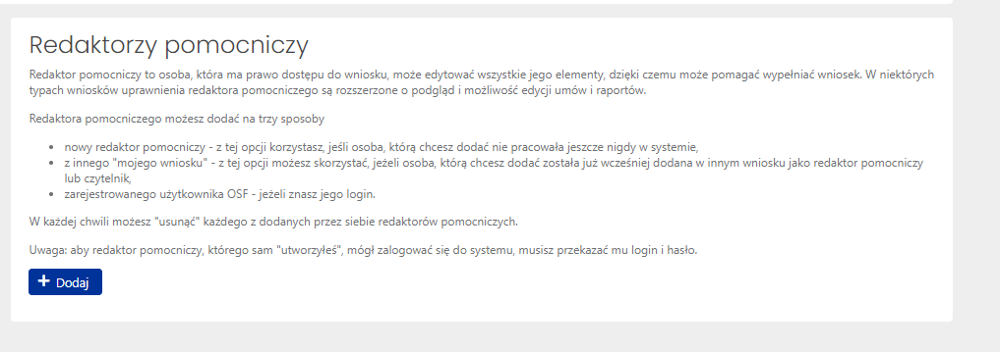 Redaktorzy pomocniczy
Redaktor pomocniczy to osoba, która ma prawo dostępu do wniosku, może edytować wszystkie jego elementy, dzięki czemu może pomagać wypełniać wniosek. W niektórych
typach wniosków uprawnienia redaktora pomocniczego są rozszerzone o podgląd i możliwość edycji umów i raportów.
Redaktora pomocniczego możesz dodać na trzy sposoby
• nowy redaktor pomocniczy - z tej opcji korzystasz, jeśli osoba, którą chcesz dodać nie pracowała jeszcze nigdy w systemie,
• z innego "mojego wniosku" - z tej opcji możesz skorzystać, jeżeli osoba, którą chcesz dodać została już wcześniej dodana w innym wniosku jako redaktor pomocniczy
lub czytelnik,
• zarejestrowanego użytkownika OSF - jeżeli znasz jego login.
W każdej chwili możesz "usunąć" każdego z dodanych przez siebie redaktorów pomocniczych.
Uwaga: aby redaktor pomocniczy, którego sam "utworzyłeś", mógł zalogować się do systemu, musisz przekazać mu login i hasło.
+ Dodaj